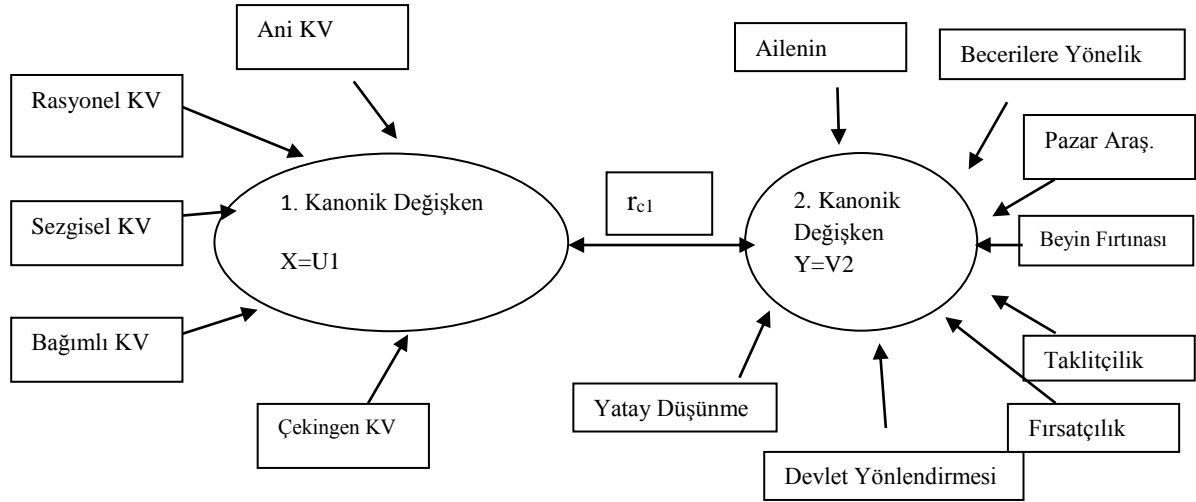 Ani KV
Rasyonel KV
Sezgisel KV
Bağımlı KV
Çekingen KV
1. Kanonik Değişken
X=U1
rc1
2. Kanonik
Değişken
Y=V2
Ailenin
Becerilere Yönelik
Pazar Araş.
Beyin Fırtınası
Taklitçilik
Fırsatçılık
Devlet Yönlendirmesi
Yatay Düşünme